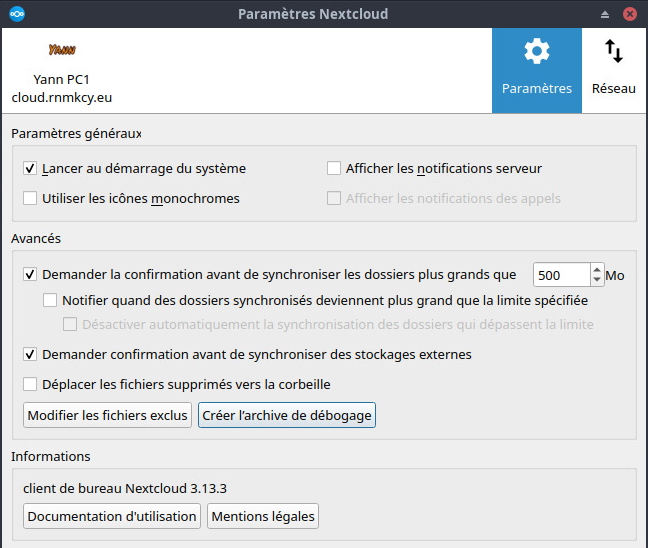 Paramètres Nextcloud
Yann
Yann PC1
cloud.rnmkcy.eu
Paramètres
Réseau
Paramètres généraux
Lancer au démarrage du système
Afficher les notifications serveur
Utiliser les icônes monochromes
Afficher les notifications des appels
Avancés
Demander la confirmation avant de synchroniser les dossiers plus grands que 500 Mo
Notifier quand des dossiers synchronisés deviennent plus grand que la limite spécifiée
Désactiver automatiquement la synchronisation des dossiers qui dépassent la limite
Demander confirmation avant de synchroniser des stockages externes
Déplacer les fichiers supprimés vers la corbeille
Modifier les fichiers exclus
Créer l’archive de débogage
Informations
client de bureau Nextcloud 3.13.3
Documentation d'utilisation
Mentions légales